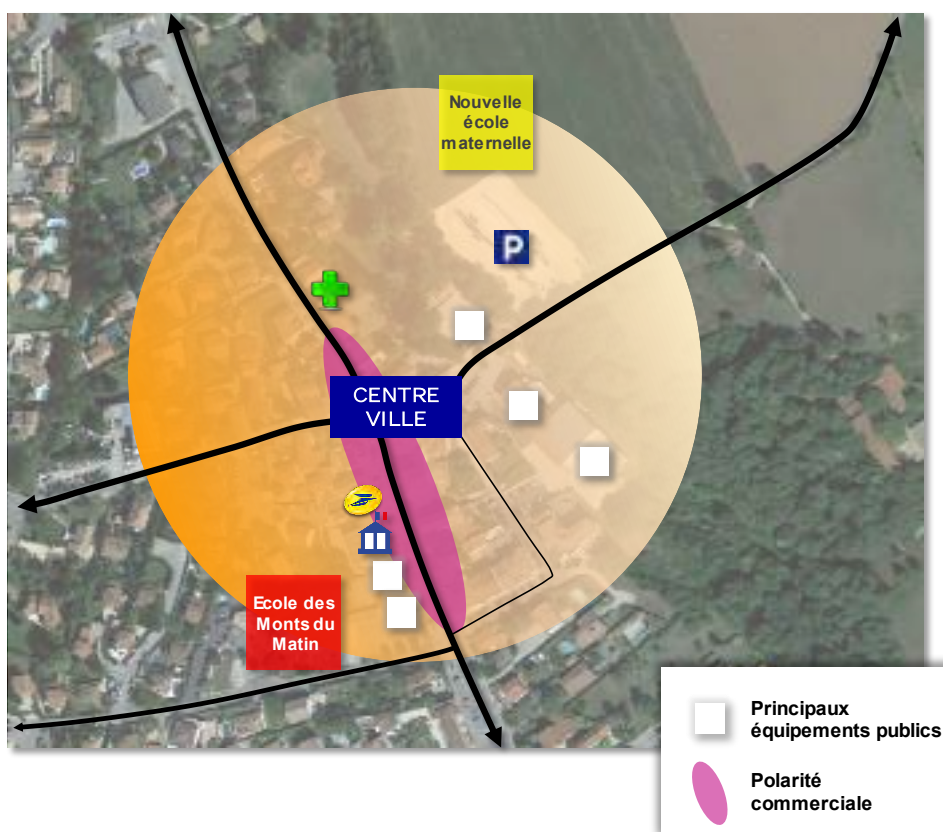 Nouvelle
école
maternelle
P
CENTRE
VILLE
Ecole des
Monts du
Matin
Principaux
équipements publics
Polarité
commerciale